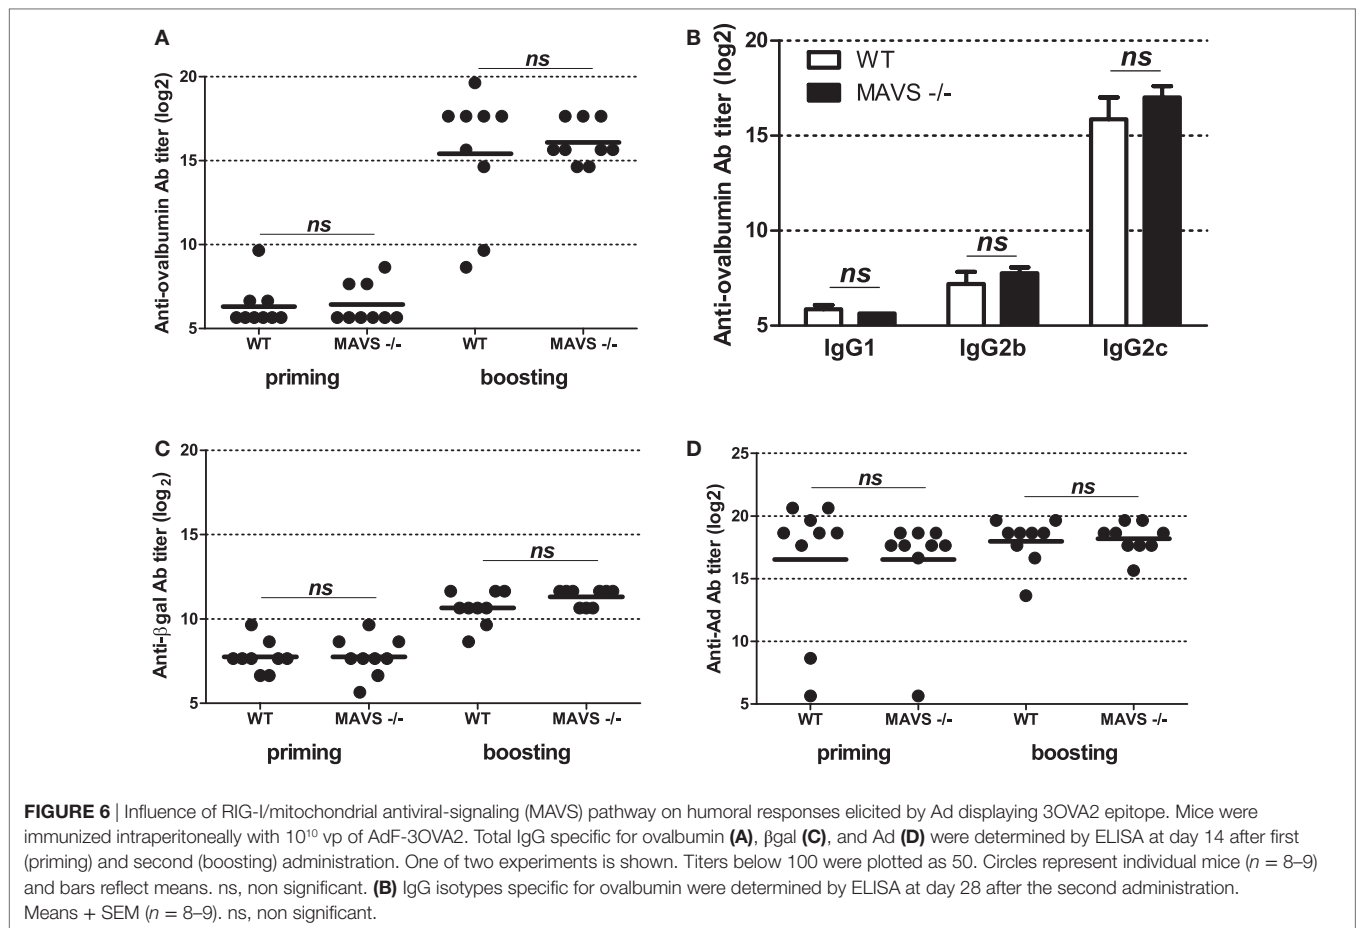 A
Anti-ovalbumin Ab titer (log2)
20
15
10
5
ns
ns
WT
MAVS -/-
WT
MAVS -/-
priming
boosting
B
Anti-ovalbumin Ab titer (log2)
20
15
10
5
WT
MAVS -/-
ns
ns
ns
IgG1
IgG2b
IgG2c
C
Anti-βgal Ab titer (log2)
20
15
10
5
ns
ns
WT
MAVS -/-
WT
MAVS -/-
priming
boosting
D
Anti-Ad Ab titer (log2)
25
20
15
10
5
ns
ns
WT
MAVS -/-
WT
MAVS -/-
priming
boosting
FIGURE 6 | Influence of RIG-I/mitochondrial antiviral-signaling (MAVS) pathway on humoral responses elicited by Ad displaying 3OVA2 epitope. Mice were
immunized intraperitoneally with 10¹⁰ vp of AdF-3OVA2. Total IgG specific for ovalbumin (A), βgal (C), and Ad (D) were determined by ELISA at day 14 after first
(priming) and second (boosting) administration. One of two experiments is shown. Titers below 100 were plotted as 50. Circles represent individual mice (n = 8–9)
and bars reflect means. ns, non significant. (B) IgG isotypes specific for ovalbumin were determined by ELISA at day 28 after the second administration.
Means + SEM (n = 8–9). ns, non significant.